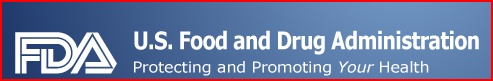 FDA
U.S. Food and Drug Administration
Protecting and Promoting Your Health